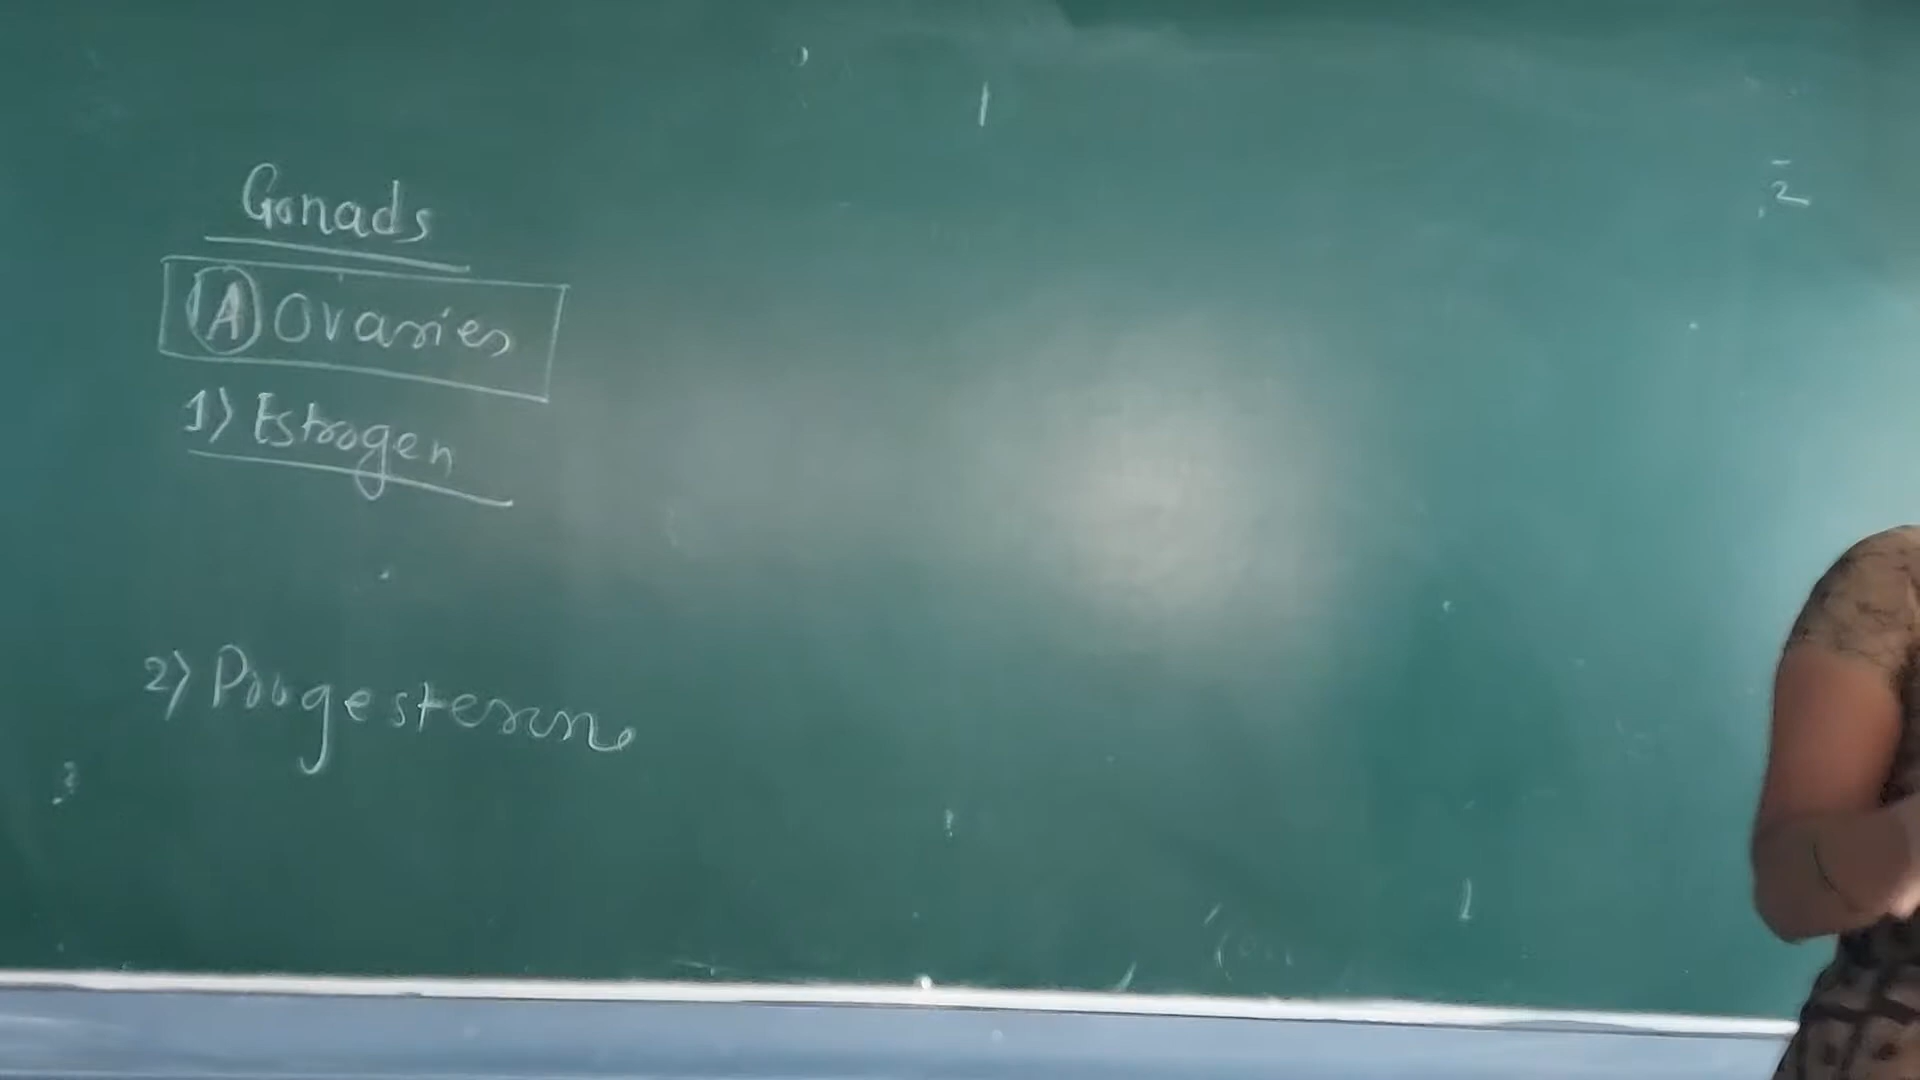 Gonads
A Ovaries
1) Estrogen
2) Progesterone